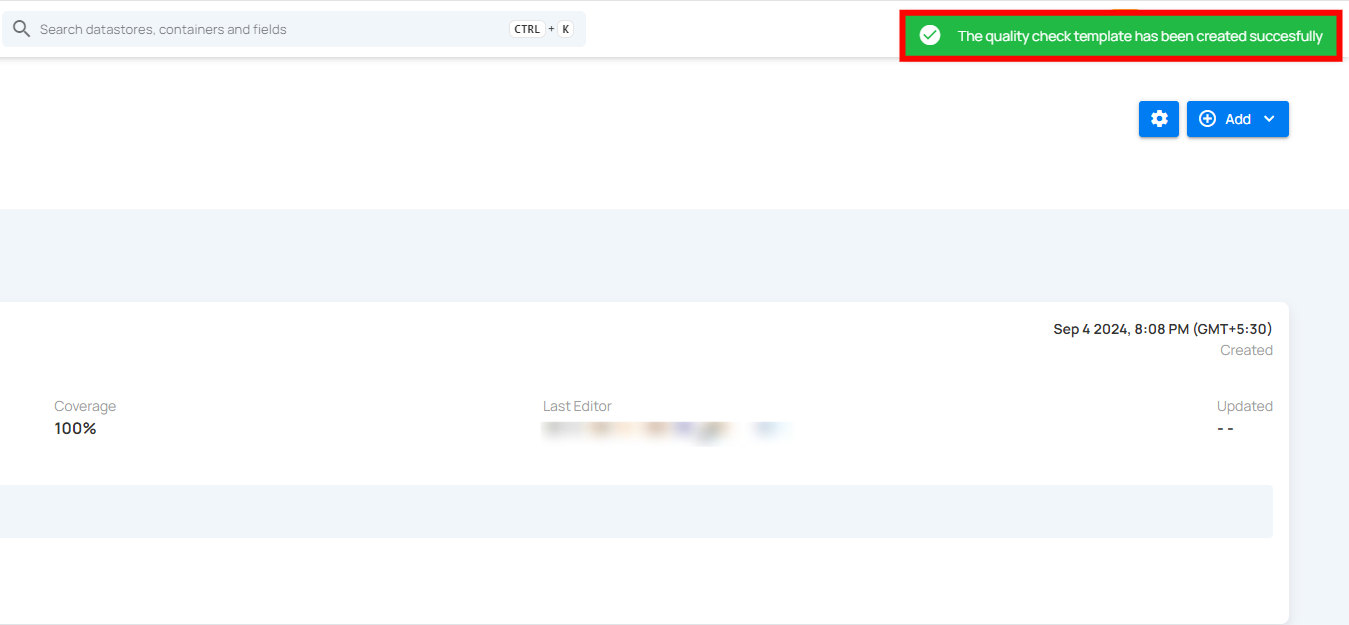 Search datastores, containers and fields CTRL + K
The quality check template has been created succesfully
Add
Sep 4 2024, 8:08 PM (GMT+5:30)
Created
Coverage Last Editor Updated
100% - -